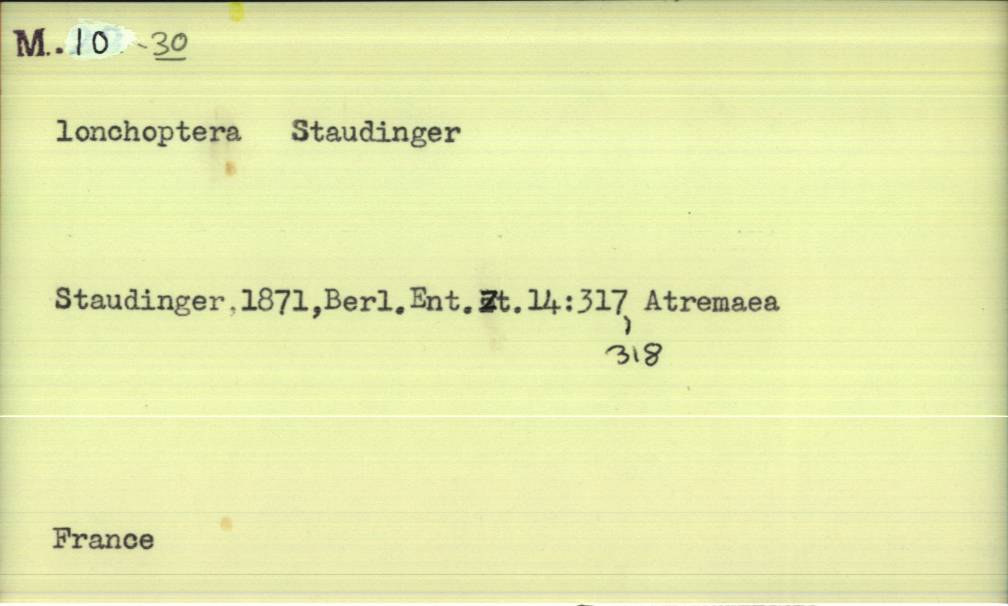 M.10-30
lonchoptera Staudinger
Staudinger,1871,Berl.Ent.Zt.14:317, Atremaea
318
France